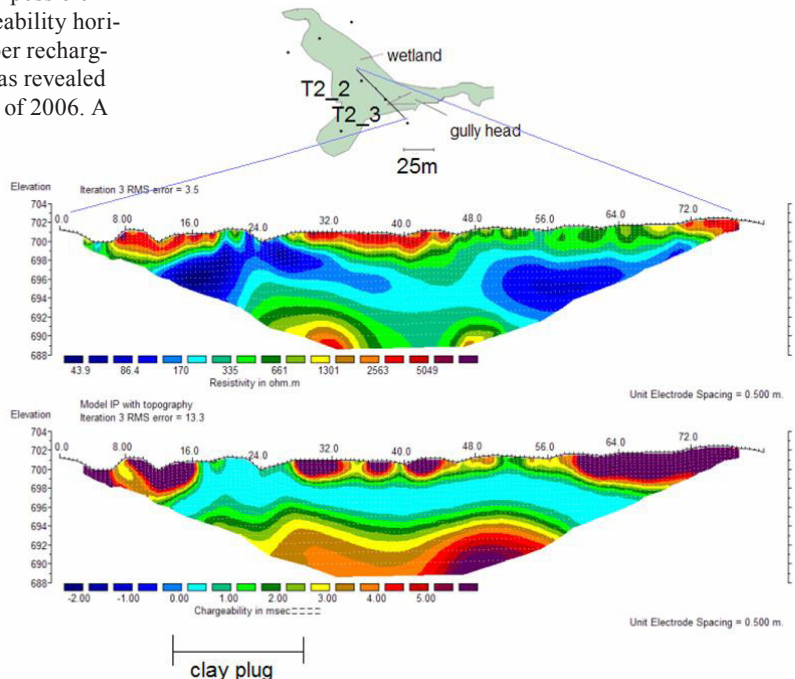 eability hori-
er recharg-
as revealed
of 2006. A
wetland
T2_2
T2_3
gully head
25m
Elevation
Iteration 3 RMS error = 3.5
704
702
700
698
696
694
692
690
688
0.0 8.00 16.0 24.0 32.0 40.0 48.0 56.0 64.0 72.0
43.9 86.4 170 335 661 1301 2563 5049
Resistivity in ohm.m
Unit Electrode Spacing = 0.500 m.
Model IP with topography
Elevation
Iteration 3 RMS error = 13.3
704
702
700
698
696
694
692
690
688
0.0 8.00 16.0 24.0 32.0 40.0 48.0 56.0 64.0 72.0
-2.00 -1.00 0.00 1.00 2.00 3.00 4.00 5.00
Chargeability in msec
Unit Electrode Spacing = 0.500 m.
clay plug